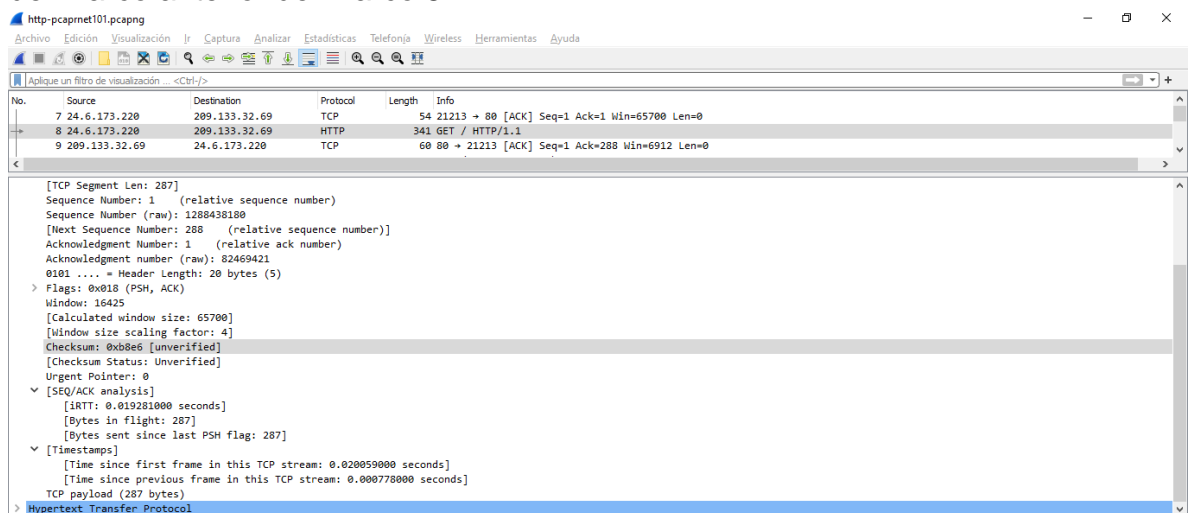 http-pcaprnet101.pcapng
Archivo Edición Visualización Ir Captura Analizar Estadísticas Telefonía Wireless Herramientas Ayuda
Aplique un filtro de visualización ... <Ctrl-/>
No. Source Destination Protocol Length Info
7 24.6.173.220 209.133.32.69 TCP 54 21213 → 80 [ACK] Seq=1 Ack=1 Win=65700 Len=0
8 24.6.173.220 209.133.32.69 HTTP 341 GET / HTTP/1.1
9 209.133.32.69 24.6.173.220 TCP 60 80 → 21213 [ACK] Seq=1 Ack=288 Win=6912 Len=0
[TCP Segment Len: 287]
Sequence Number: 1 (relative sequence number)
Sequence Number (raw): 1288438180
[Next Sequence Number: 288 (relative sequence number)]
Acknowledgment Number: 1 (relative ack number)
Acknowledgment number (raw): 82469421
0101 .... = Header Length: 20 bytes (5)
Flags: 0x018 (PSH, ACK)
Window: 16425
[Calculated window size: 65700]
[Window size scaling factor: 4]
Checksum: 0xb8e6 [unverified]
[Checksum Status: Unverified]
Urgent Pointer: 0
[SEQ/ACK analysis]
[iRTT: 0.019281000 seconds]
[Bytes in flight: 287]
[Bytes sent since last PSH flag: 287]
[Timestamps]
[Time since first frame in this TCP stream: 0.020059000 seconds]
[Time since previous frame in this TCP stream: 0.000778000 seconds]
TCP payload (287 bytes)
Hypertext Transfer Protocol